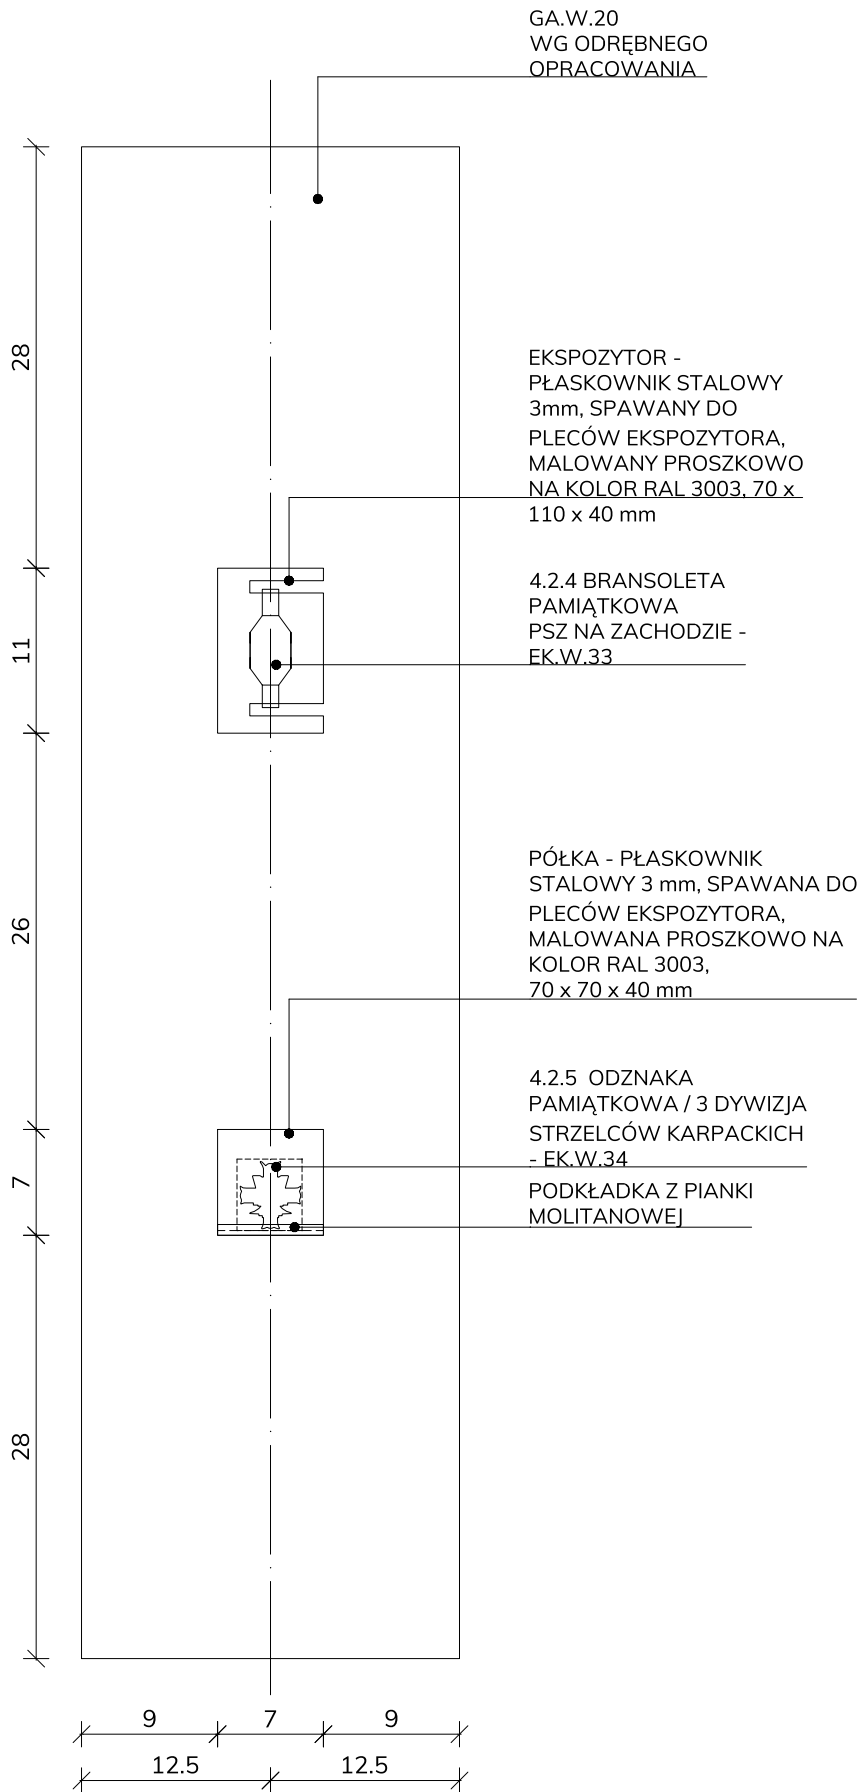 GA.W.20
WG ODRĘBNEGO
OPRACOWANIA
28
EKSPOZYTOR -
PŁASKOWNIK STALOWY
3mm, SPAWANY DO
PLECÓW EKSPOZYTORA,
MALOWANY PROSZKOWO
NA KOLOR RAL 3003, 70 x
110 x 40 mm
11
4.2.4 BRANSOLETA
PAMIĄTKOWA
PSZ NA ZACHODZIE -
EK.W.33
26
PÓŁKA - PŁASKOWNIK
STALOWY 3 mm, SPAWANA DO
PLECÓW EKSPOZYTORA,
MALOWANA PROSZKOWO NA
KOLOR RAL 3003,
70 x 70 x 40 mm
7
4.2.5 ODZNAKA
PAMIĄTKOWA / 3 DYWIZJA
STRZELCÓW KARPACKICH
- EK.W.34
PODKŁADKA Z PIANKI
MOLITANOWEJ
28
9 7 9
12.5 12.5